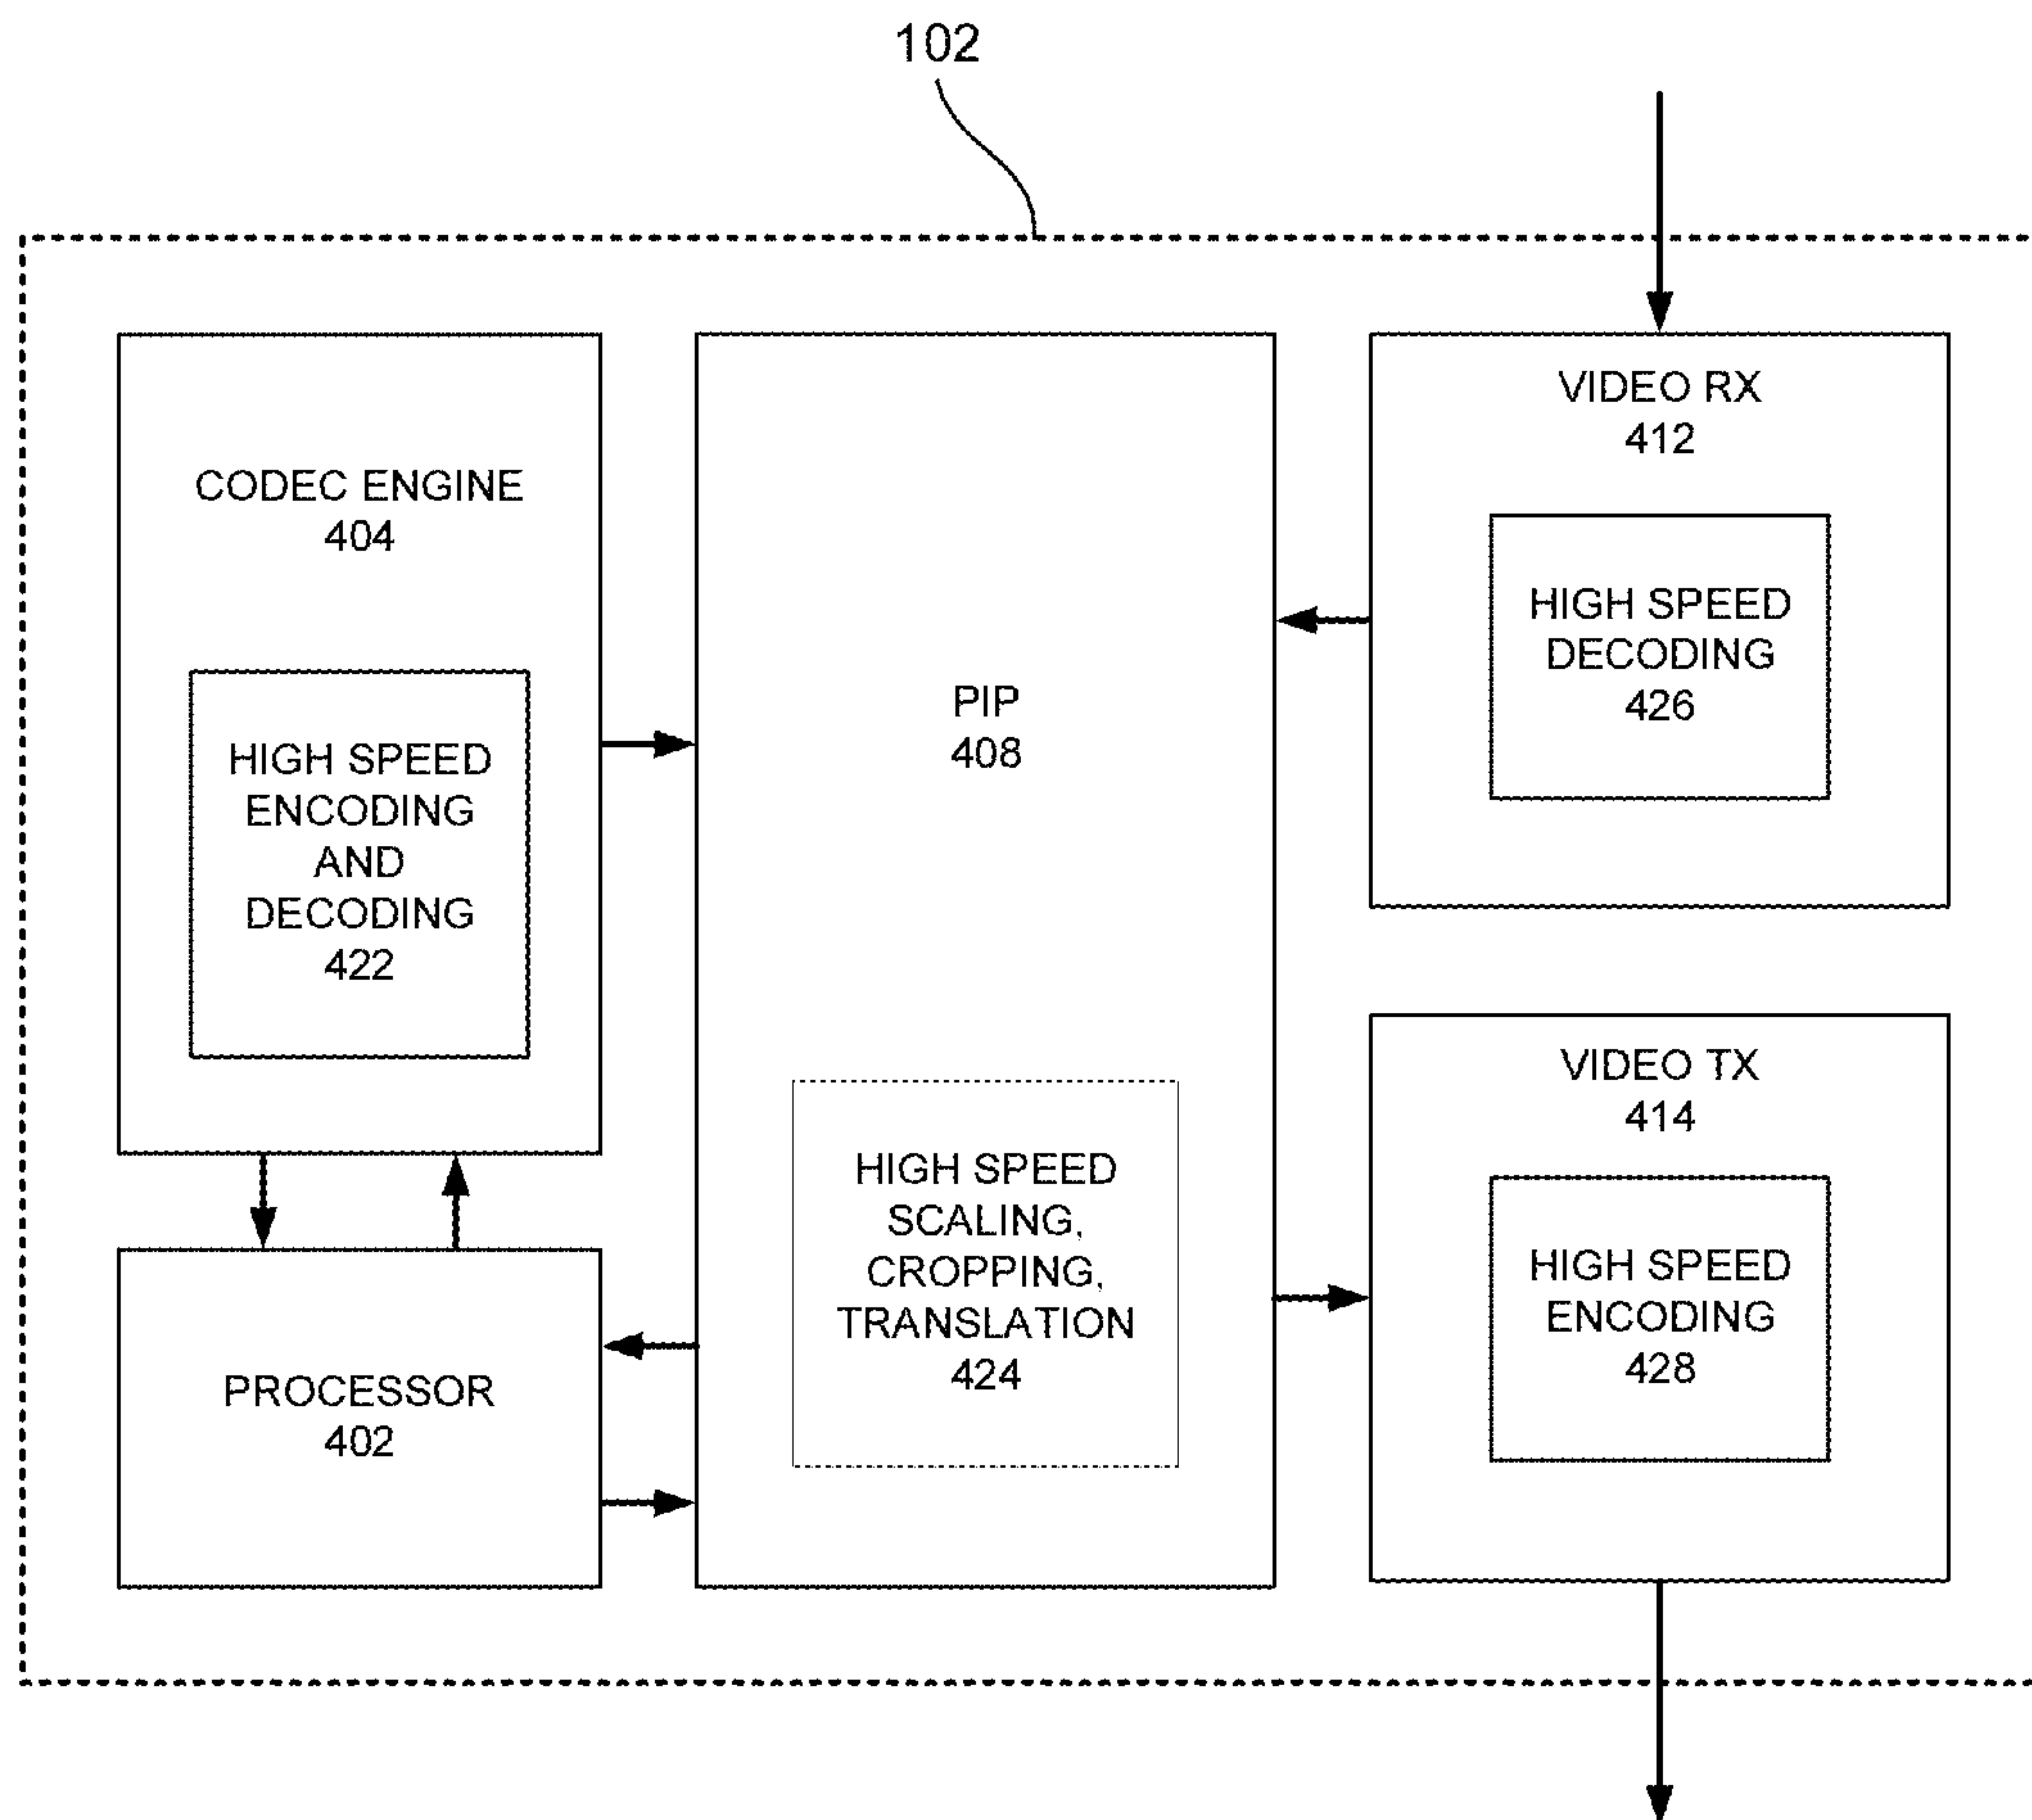 102
CODEC ENGINE
404
HIGH SPEED
ENCODING
AND
DECODING
422
PROCESSOR
402
PIP
408
HIGH SPEED
SCALING,
CROPPING,
TRANSLATION
424
VIDEO RX
412
HIGH SPEED
DECODING
426
VIDEO TX
414
HIGH SPEED
ENCODING
428